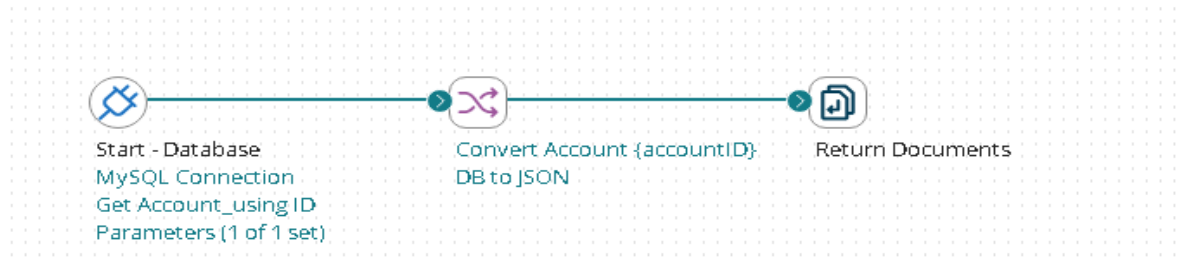 Start - Database
MySQL Connection
Get Account_using ID
Parameters (1 of 1 set)
Convert Account {accountID}
DB to JSON
Return Documents